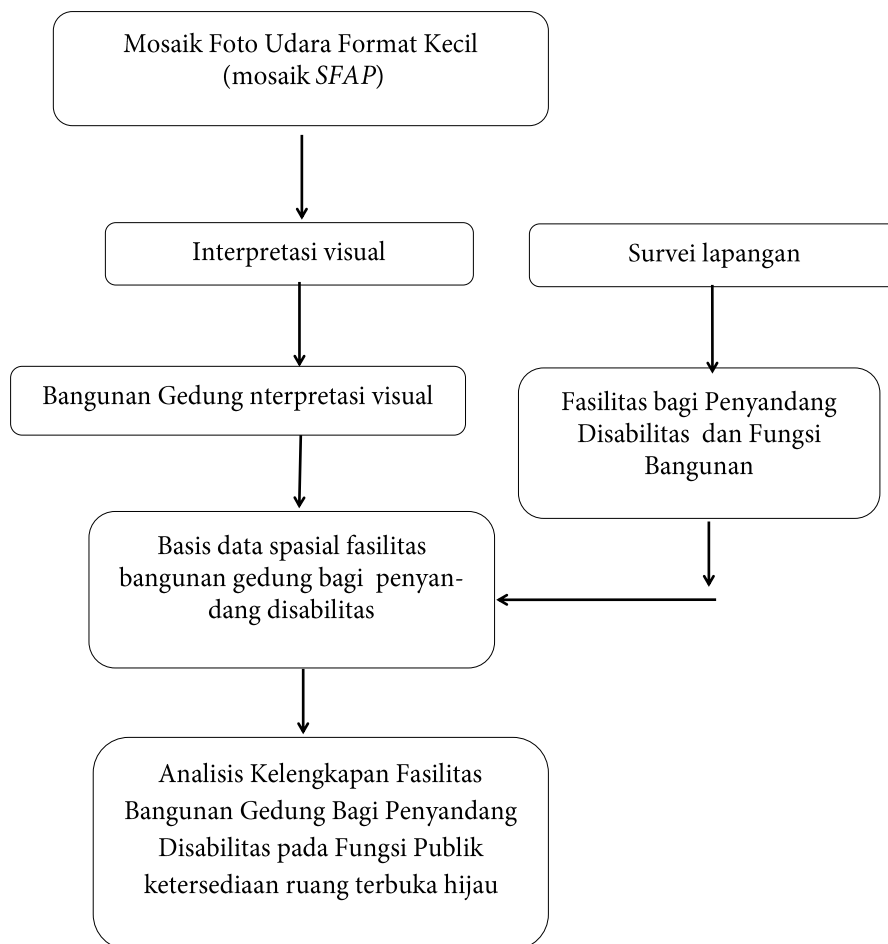 Mosaik Foto Udara Format Kecil
(mosaik SFAP)
Interpretasi visual
Survei lapangan
Bangunan Gedung nterpretasi visual
Fasilitas bagi Penyandang
Disabilitas dan Fungsi
Bangunan
Basis data spasial fasilitas
bangunan gedung bagi penyan-
dang disabilitas
Analisis Kelengkapan Fasilitas
Bangunan Gedung Bagi Penyandang
Disabilitas pada Fungsi Publik
ketersediaan ruang terbuka hijau